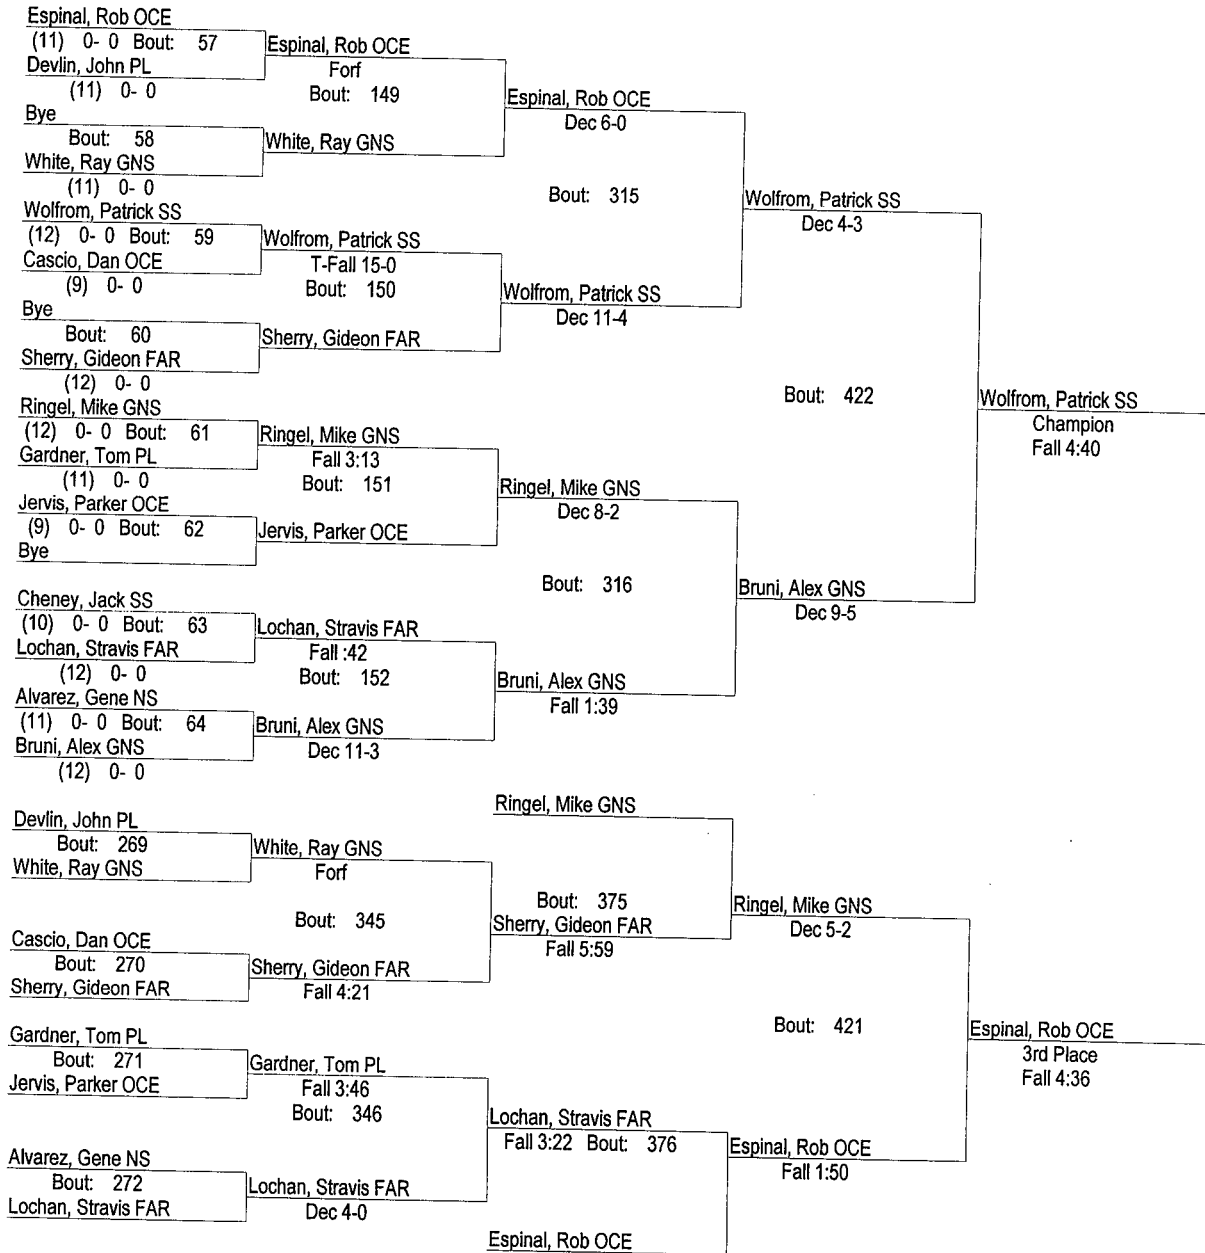 Espinal, Rob OCE
(11) 0- 0 Bout: 57
Devlin, John PL
(11) 0- 0
Bye
Bout: 58
White, Ray GNS
(11) 0- 0
Wolfrom, Patrick SS
(12) 0- 0 Bout: 59
Cascio, Dan OCE
(9) 0- 0
Bye
Bout: 60
Sherry, Gideon FAR
(12) 0- 0
Ringel, Mike GNS
(12) 0- 0 Bout: 61
Gardner, Tom PL
(11) 0- 0
Jervis, Parker OCE
(9) 0- 0 Bout: 62
Bye
Cheney, Jack SS
(10) 0- 0 Bout: 63
Lochan, Stravis FAR
(12) 0- 0
Alvarez, Gene NS
(11) 0- 0 Bout: 64
Bruni, Alex GNS
(12) 0- 0
Espinal, Rob OCE
Forf
Bout: 149
White, Ray GNS
Wolfrom, Patrick SS
T-Fall 15-0
Bout: 150
Sherry, Gideon FAR
Ringel, Mike GNS
Fall 3:13
Bout: 151
Jervis, Parker OCE
Lochan, Stravis FAR
Fall :42
Bout: 152
Bruni, Alex GNS
Dec 11-3
Espinal, Rob OCE
Dec 6-0
Bout: 315
Wolfrom, Patrick SS
Dec 11-4
Ringel, Mike GNS
Dec 8-2
Bout: 316
Bruni, Alex GNS
Fall 1:39
Wolfrom, Patrick SS
Dec 4-3
Bout: 422
Bruni, Alex GNS
Dec 9-5
Wolfrom, Patrick SS
Champion
Fall 4:40
Devlin, John PL
Bout: 269
White, Ray GNS
Cascio, Dan OCE
Bout: 270
Sherry, Gideon FAR
Gardner, Tom PL
Bout: 271
Jervis, Parker OCE
Alvarez, Gene NS
Bout: 272
Lochan, Stravis FAR
White, Ray GNS
Forf
Bout: 345
Sherry, Gideon FAR
Fall 4:21
Gardner, Tom PL
Fall 3:46
Bout: 346
Lochan, Stravis FAR
Dec 4-0
Ringel, Mike GNS
Bout: 375
Sherry, Gideon FAR
Fall 5:59
Lochan, Stravis FAR
Fall 3:22 Bout: 376
Espinal, Rob OCE
Ringel, Mike GNS
Dec 5-2
Bout: 421
Espinal, Rob OCE
Fall 1:50
Espinal, Rob OCE
3rd Place
Fall 4:36